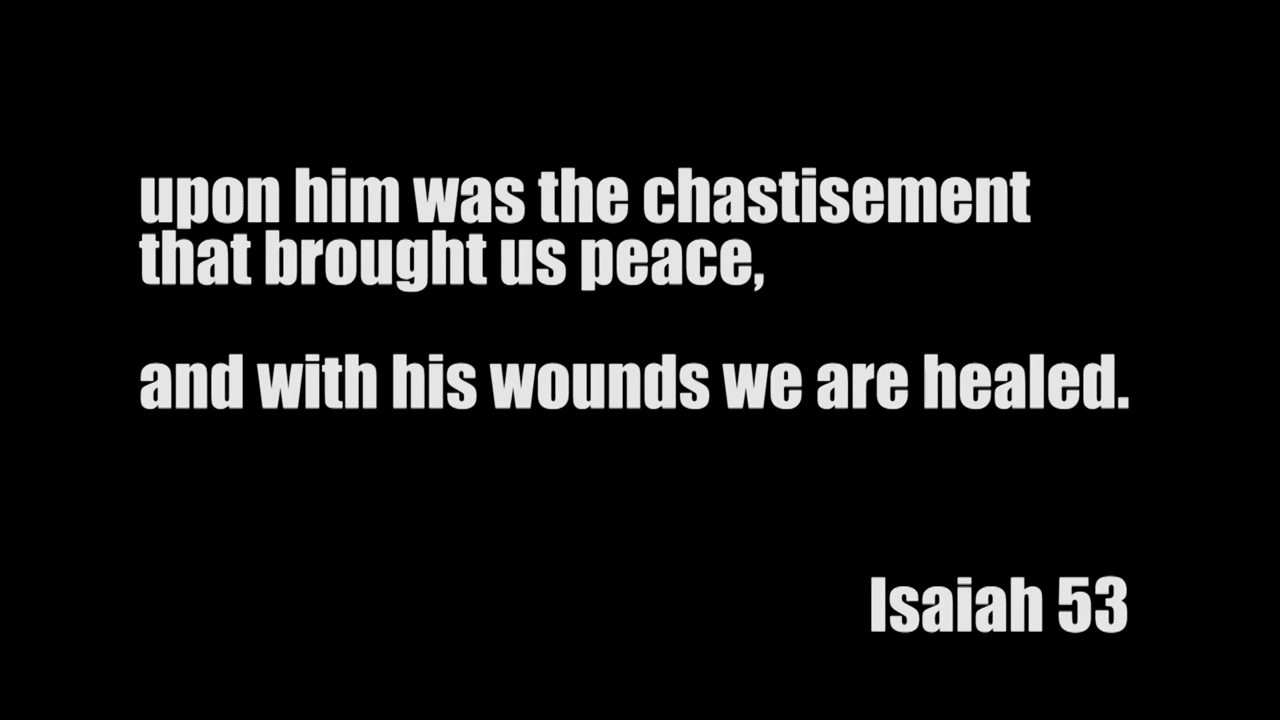 upon him was the chastisement
that brought us peace,
and with his wounds we are healed.
Isaiah 53